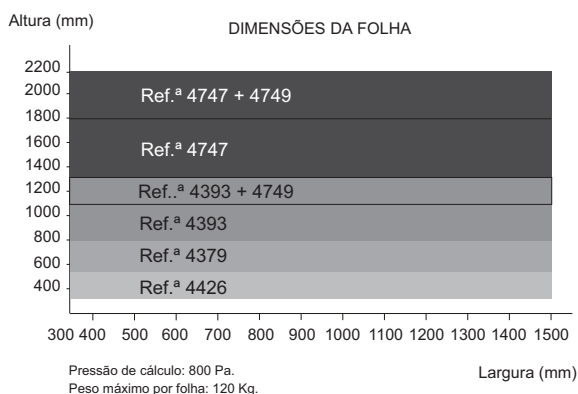 Altura (mm)
DIMENSÕES DA FOLHA
2200
2000
1800
1600
1400
1200
1000
800
600
400
Ref.ª 4747 + 4749
Ref.ª 4747
Ref..ª 4393 + 4749
Ref.ª 4393
Ref.ª 4379
Ref.ª 4426
300 400 500 600 700 800 900 1000 1100 1200 1300 1400 1500
Pressão de cálculo: 800 Pa.
Largura (mm)
Peso máximo por folha: 120 Kg.